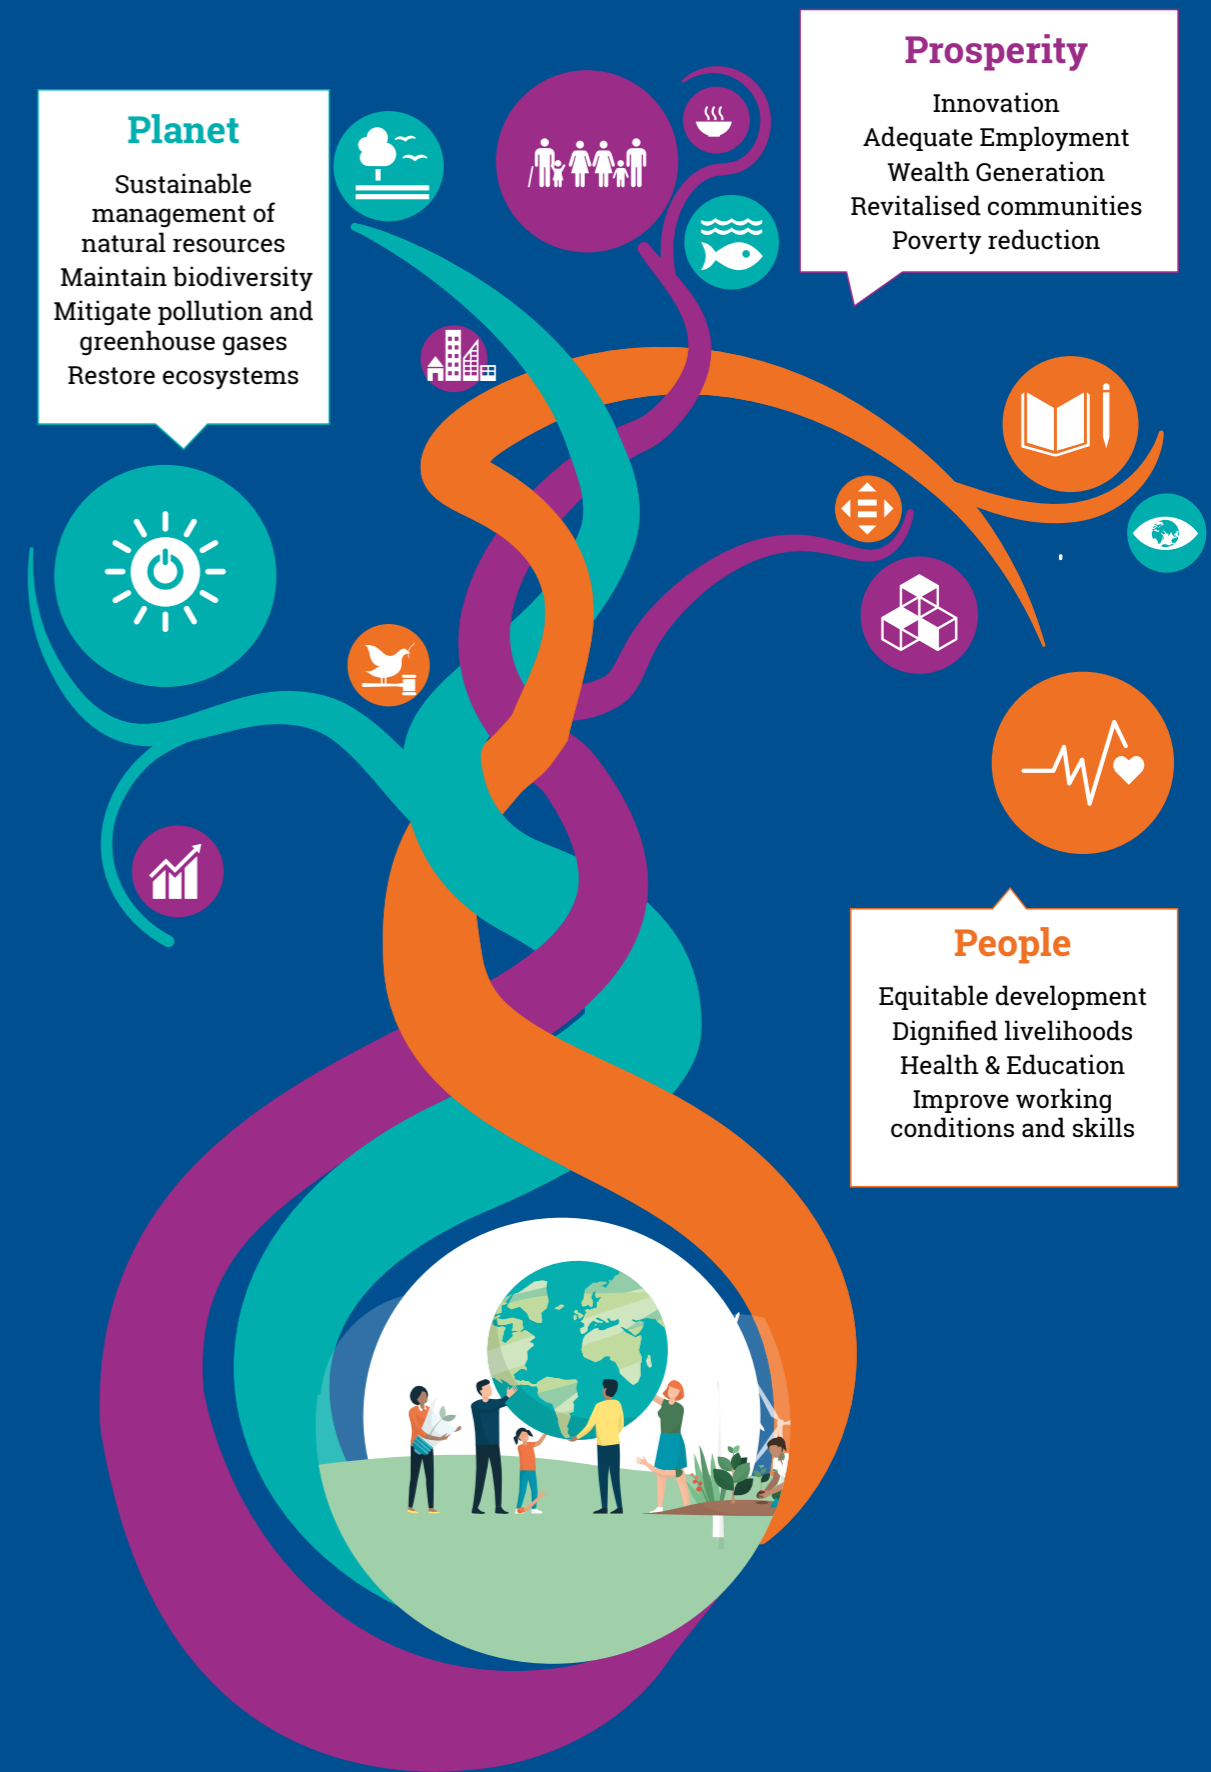 Planet
Sustainable
management of
natural resources
Maintain biodiversity
Mitigate pollution and
greenhouse gases
Restore ecosystems
Prosperity
Innovation
Adequate Employment
Wealth Generation
Revitalised communities
Poverty reduction
People
Equitable development
Dignified livelihoods
Health & Education
Improve working
conditions and skills